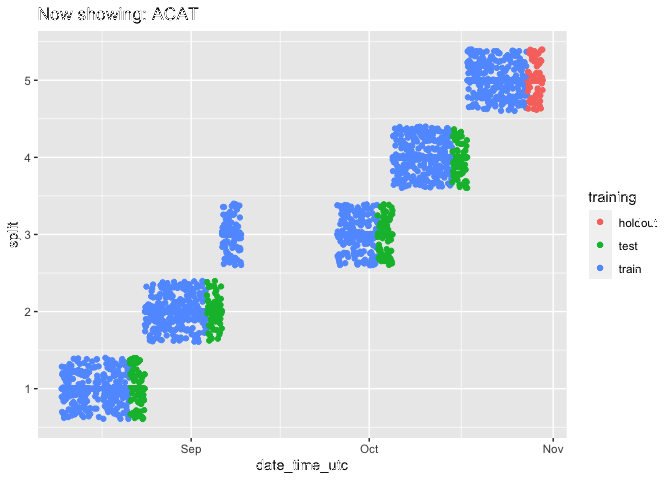 Now showing: ACAT
5
4
3
2
1
split
Sep
Oct
Nov
date_time_utc
training
holdout
test
train